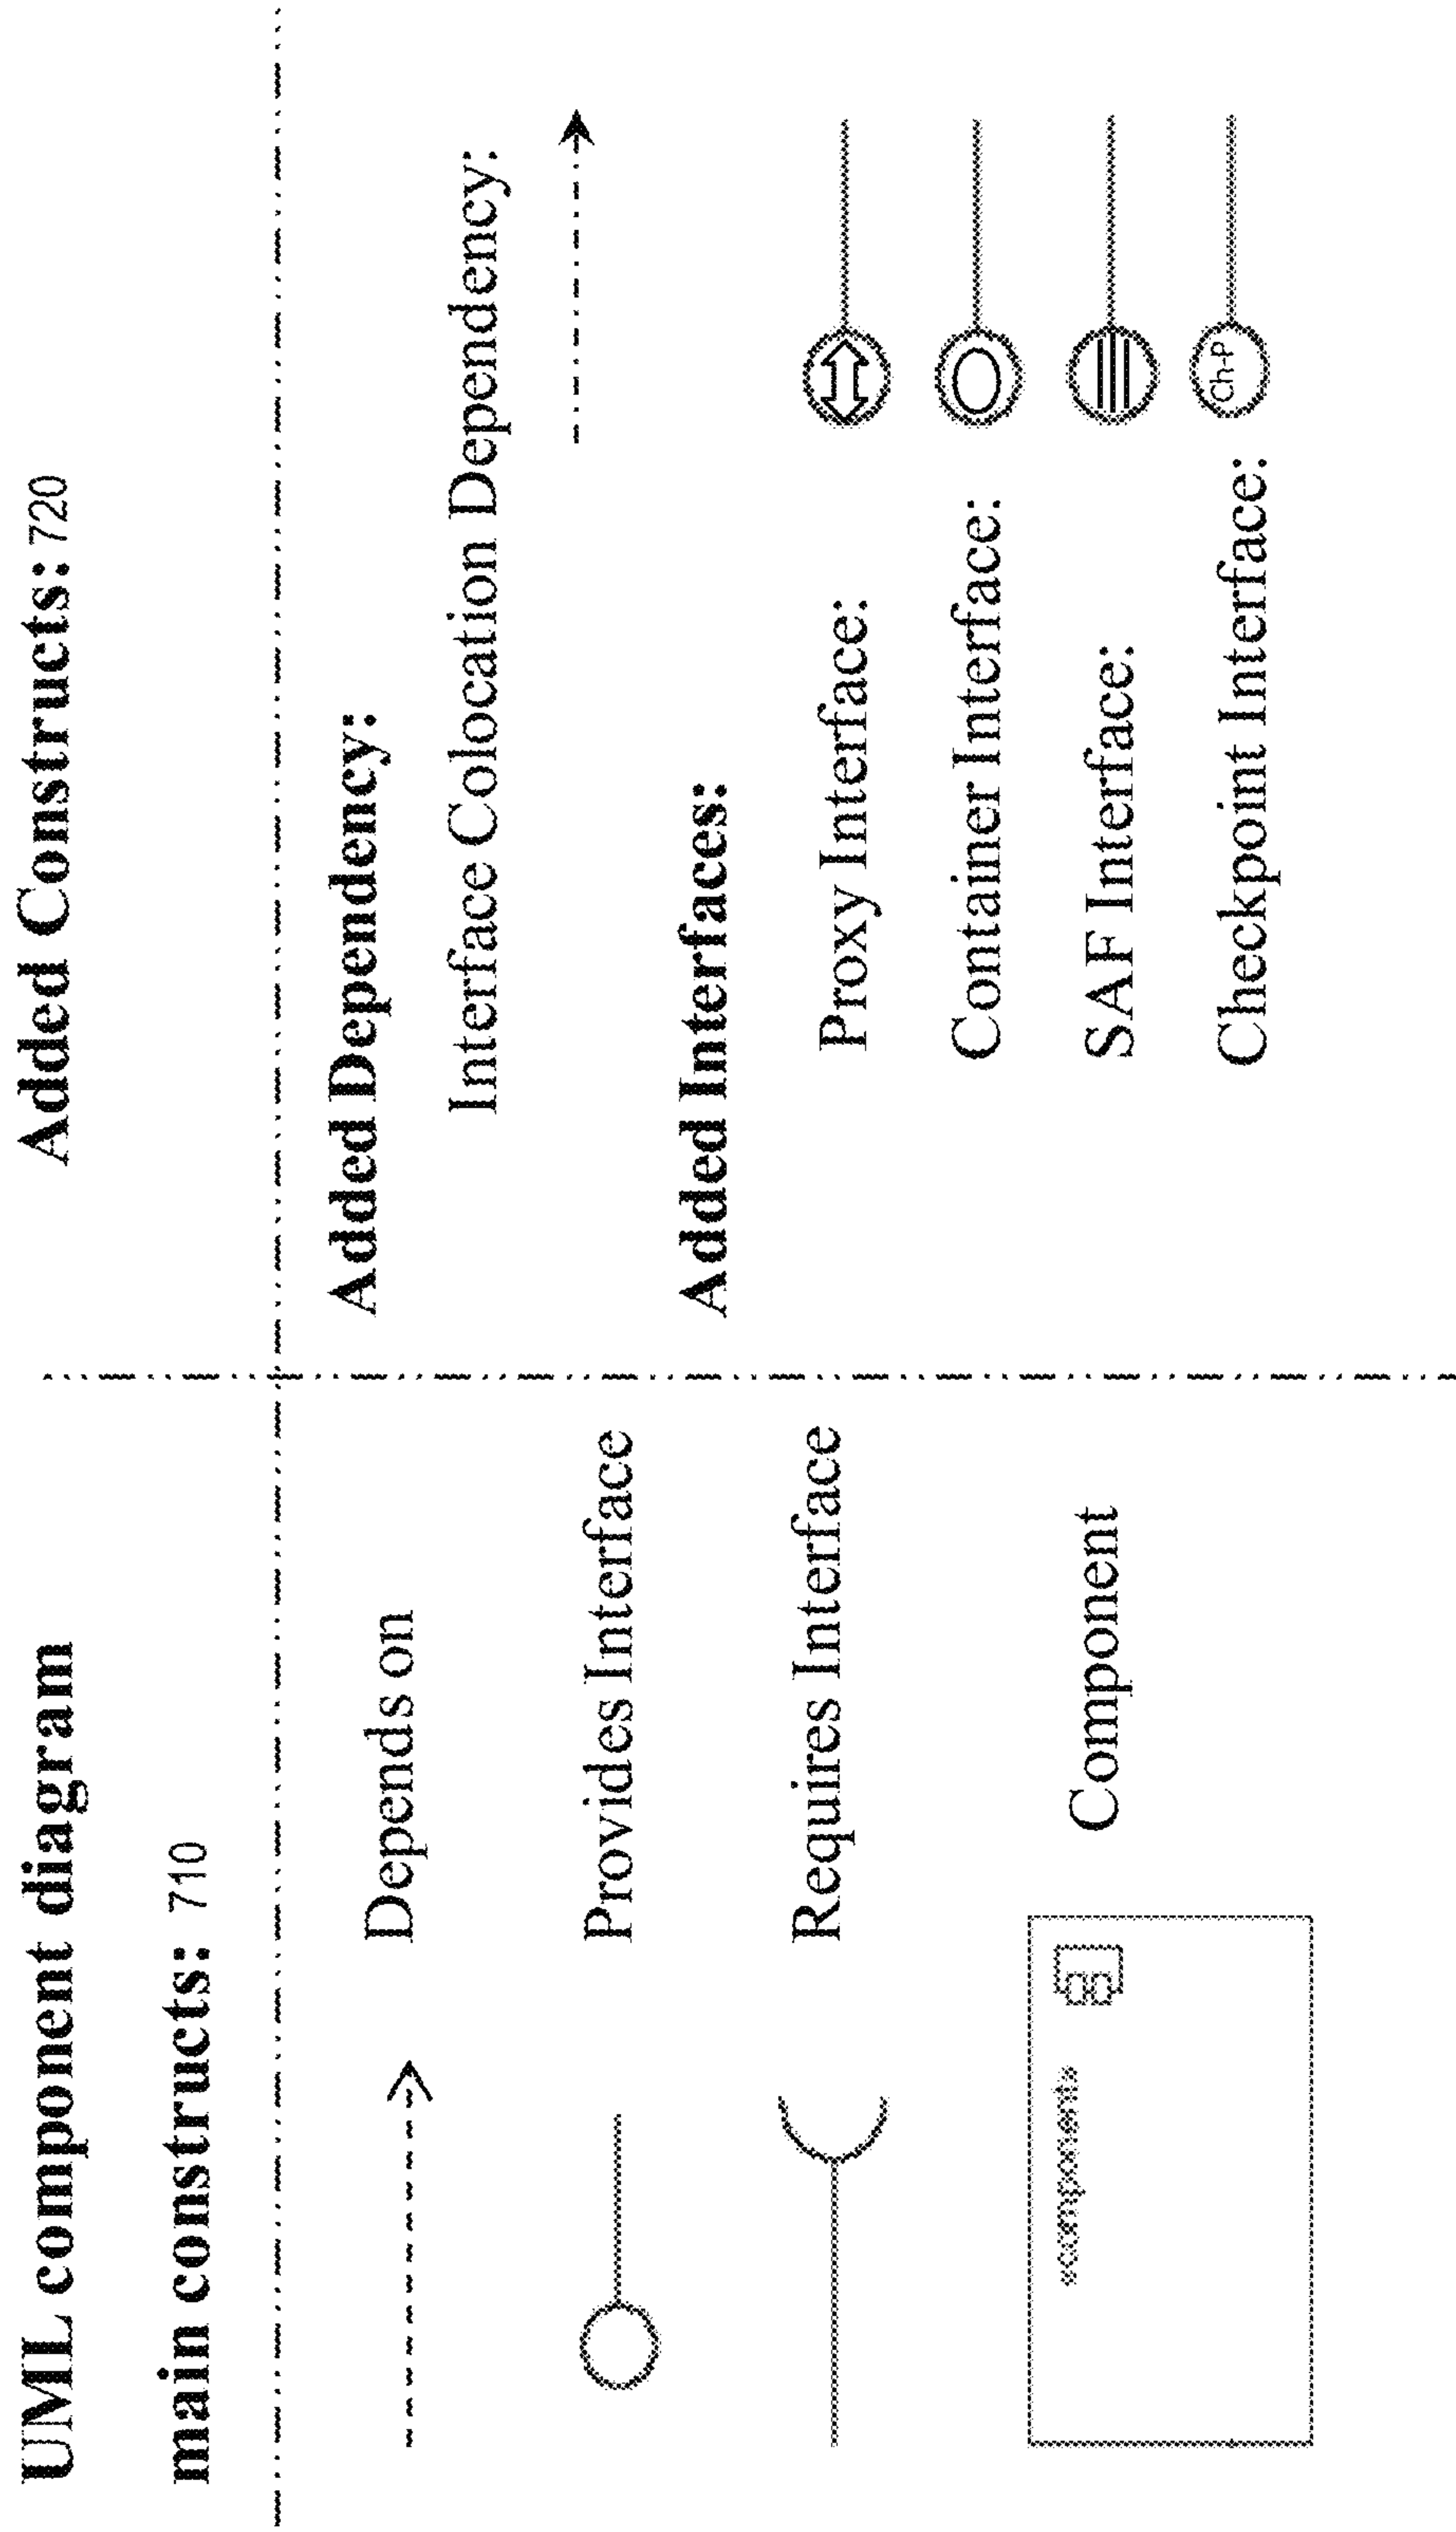 UML component diagram
main constructs: 710
Depends on
Provides Interface
Requires Interface
Component
Added Constructs: 720
Added Dependency:
Interface Colocation Dependency:
Added Interfaces:
Proxy Interface:
Container Interface:
SAF Interface:
Checkpoint Interface:
Ch-P